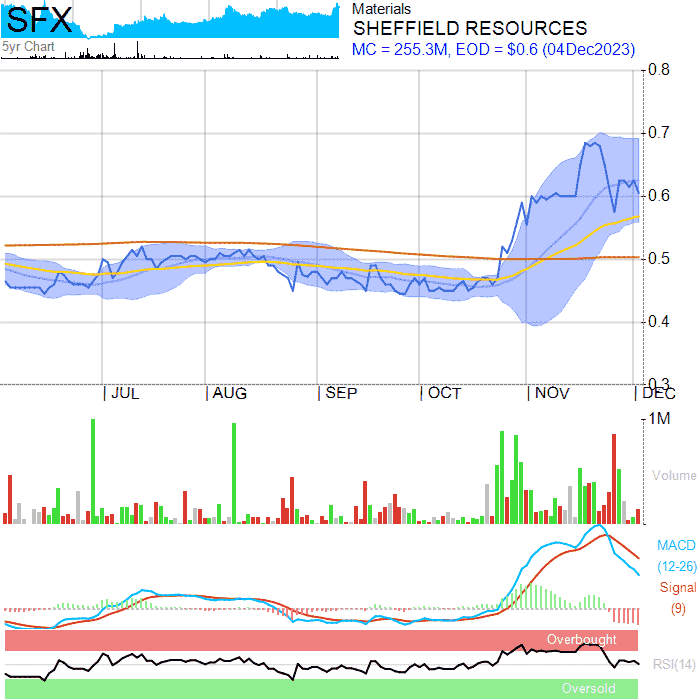 SFX
5yr Chart
Materials
SHEFFIELD RESOURCES
MC = 255.3M, EOD = $0.6 (04Dec2023)
0.8
0.7
0.6
0.5
0.4
0.3
JUL AUG SEP OCT NOV DEC
1M
Volume
MACD
(12-26)
Signal
(9)
Overbought
RSI(14)
Oversold